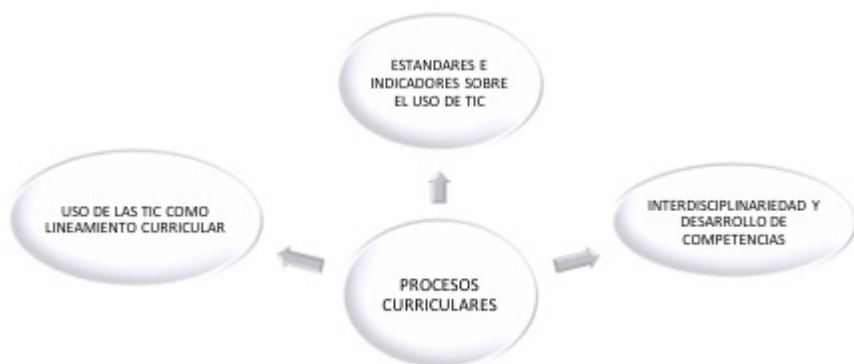 ESTANDARES E
INDICADORES SOBRE
EL USO DE TIC
USO DE LAS TIC COMO
LINEAMIENTO CURRICULAR
INTERDISCIPLINARIEDAD Y
DESARROLLO DE
COMPETENCIAS
PROCESOS
CURRICULARES